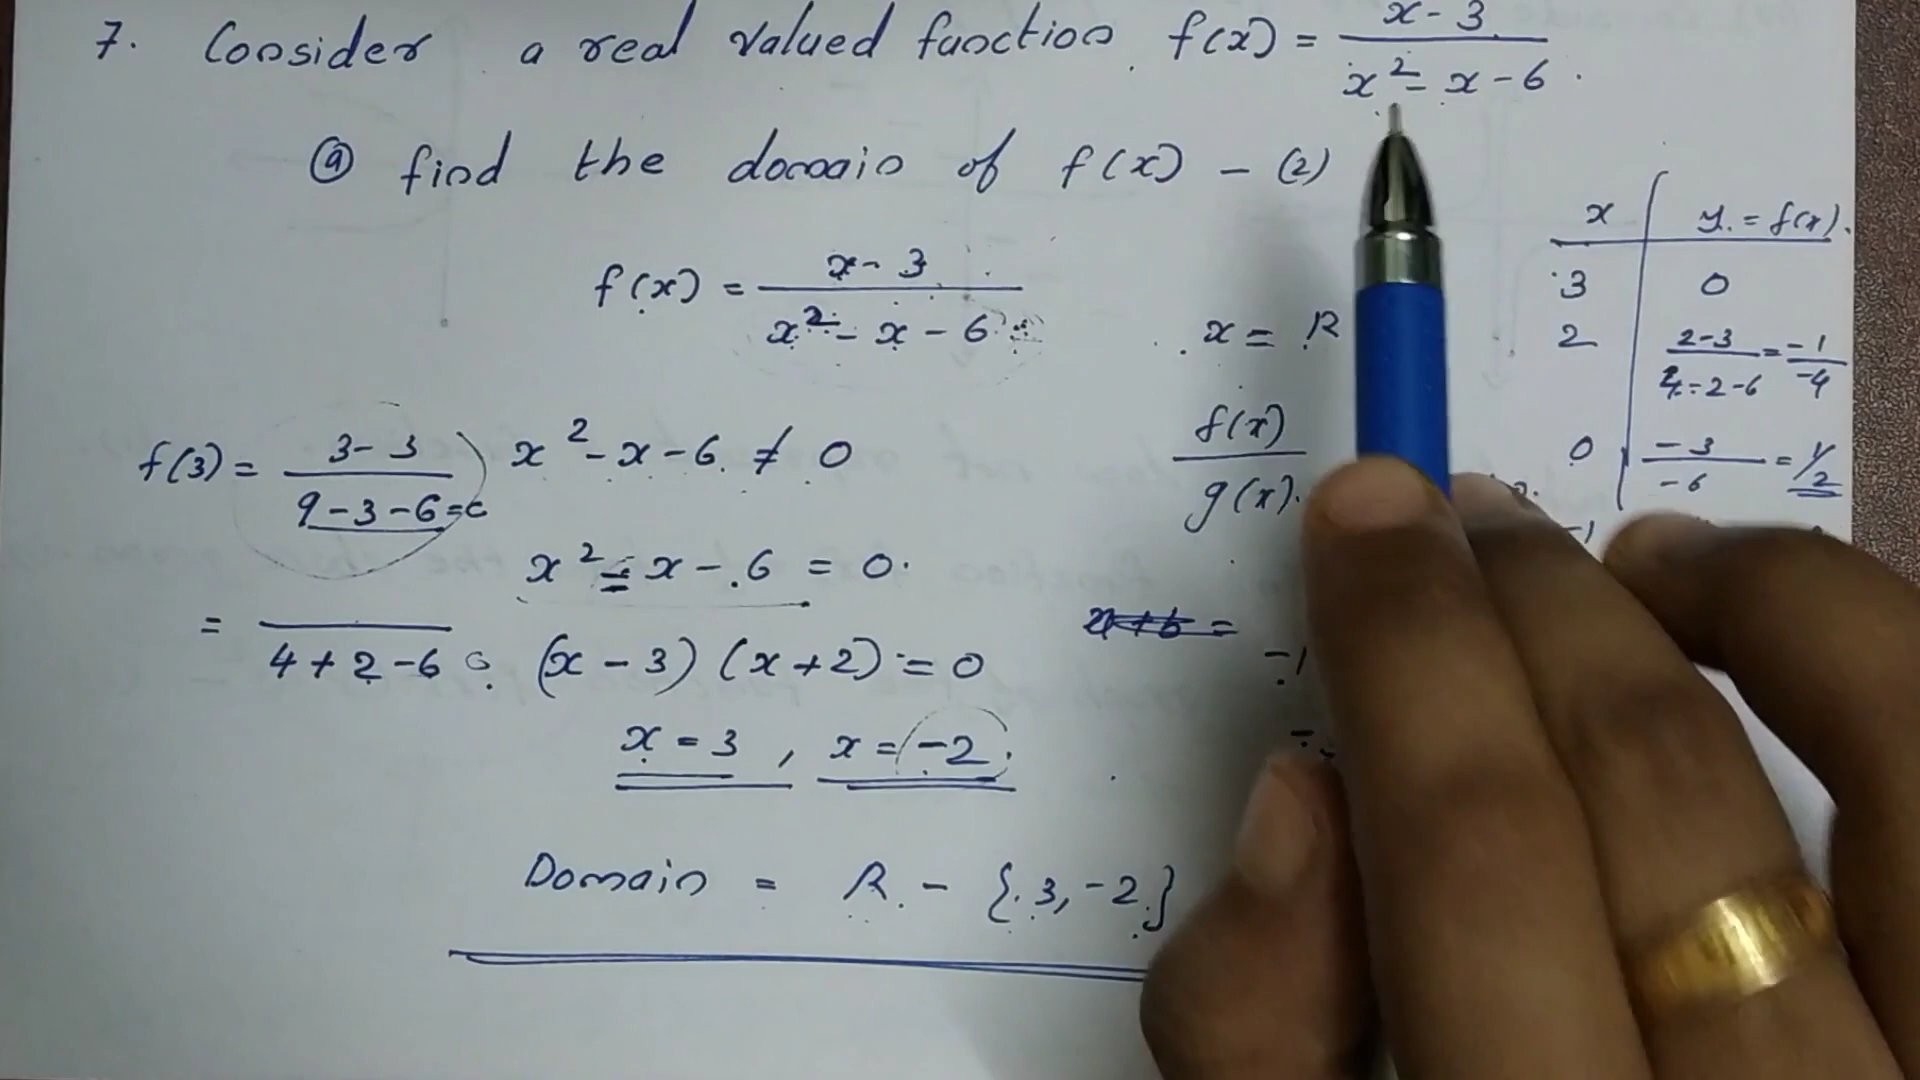 7. Consider a real valued function f(x) = (x - 3)/(x² - x - 6).
(a) find the domain of f(x) - (2)
f(x) = (x - 3)/(x² - x - 6)
x = R
f(x)/g(x)
f(3) = (3 - 3)/(9 - 3 - 6 =
x² - x - 6 ≠ 0
x² - x - 6 = 0.
= /(4 + 2 - 6
(x - 3) (x + 2) = 0
x = 3 , x = -2
Domain = R - {3, -2}
x | y = f(x)
3 | 0
2 | (2-3)/(4-2-6) = -1/-4
0 | -3/-6 = 1/2
-1
-1